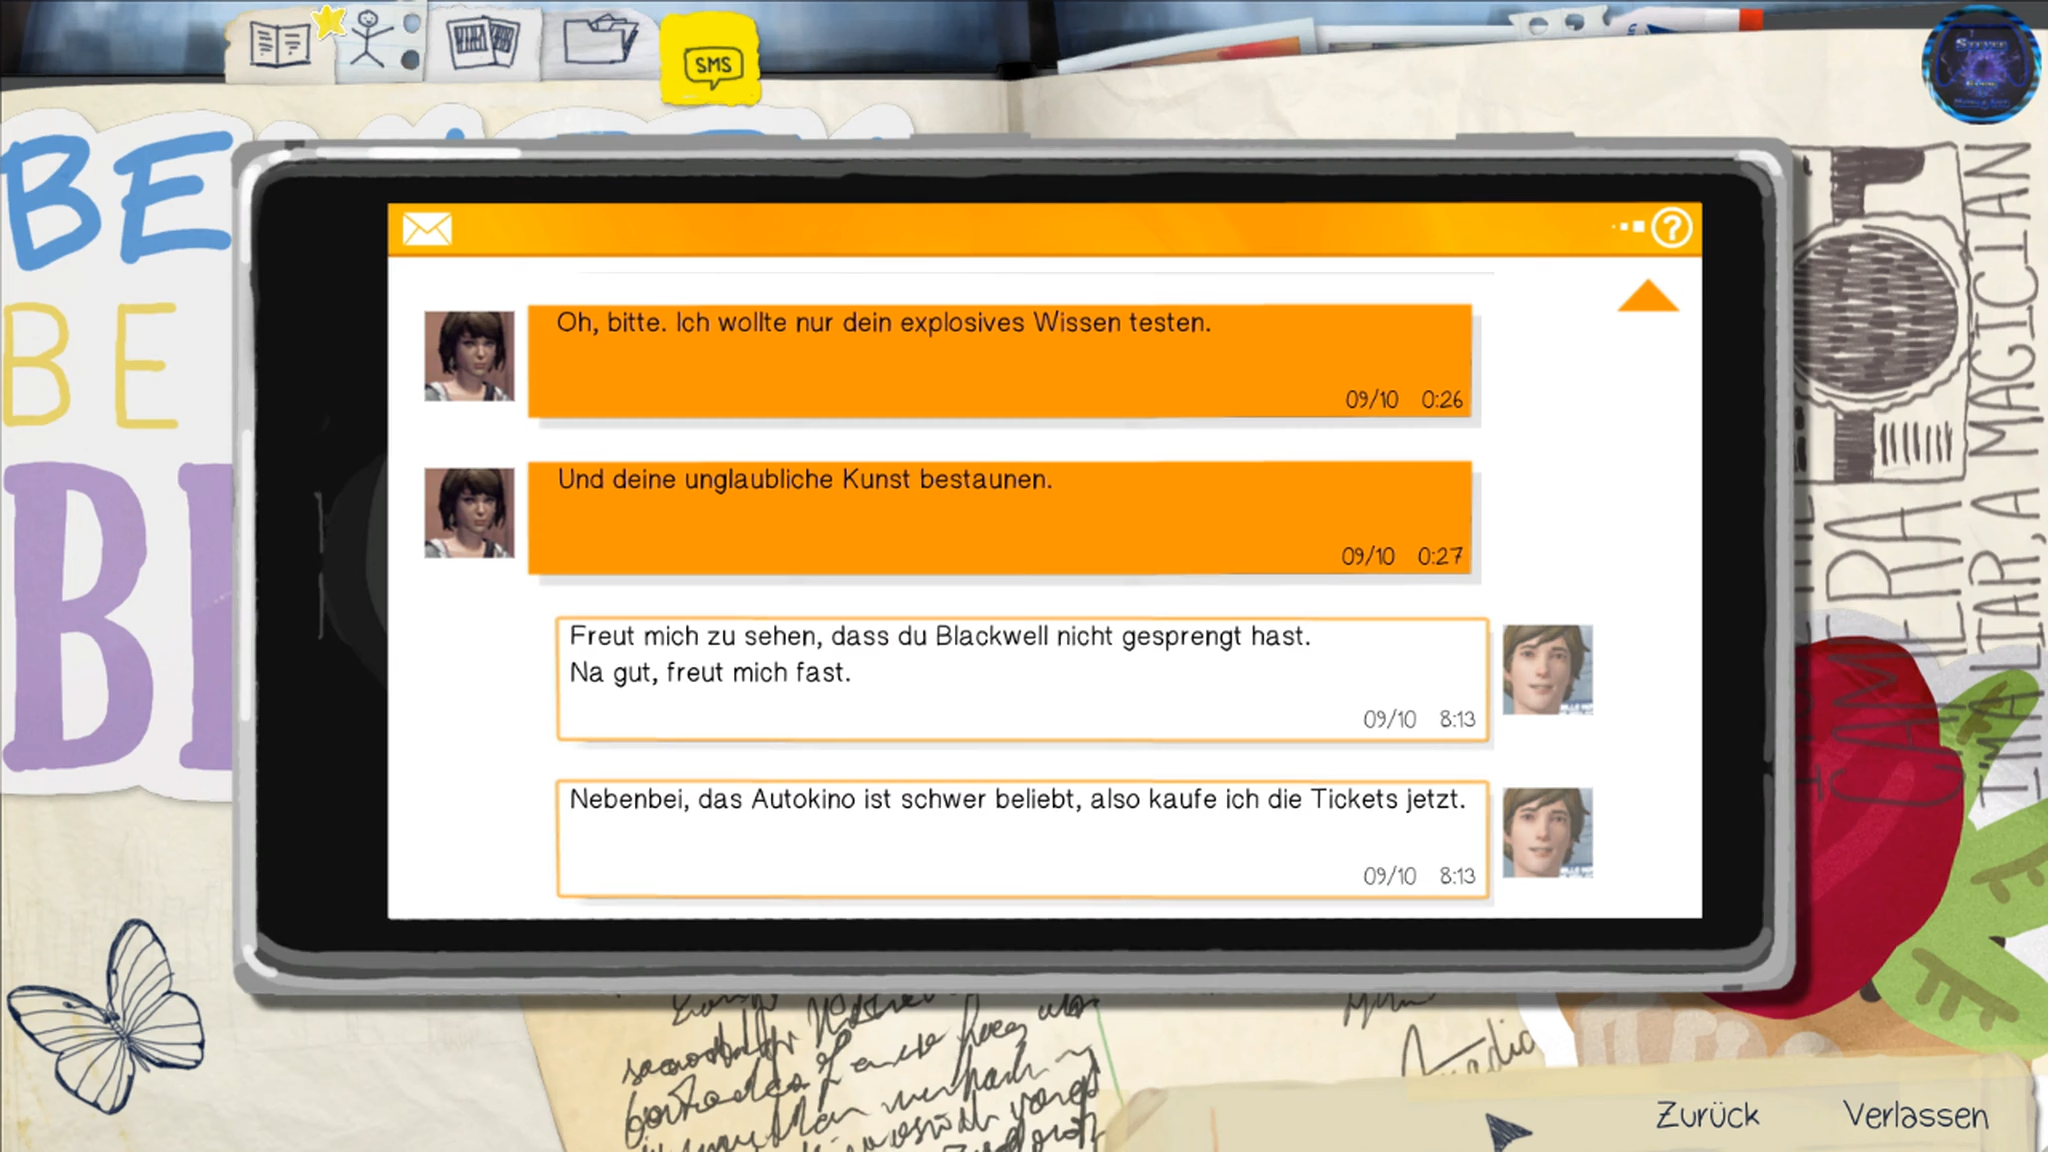 SMS
BE
BE
Oh, bitte. Ich wollte nur dein explosives Wissen testen.
09/10 0:26
Und deine unglaubliche Kunst bestaunen.
09/10 0:27
Freut mich zu sehen, dass du Blackwell nicht gesprengt hast.
Na gut, freut mich fast.
09/10 8:13
Nebenbei, das Autokino ist schwer beliebt, also kaufe ich die Tickets jetzt.
09/10 8:13
CAMERA
I'M A LIAR, A MAGICIAN
Zurück
Verlassen